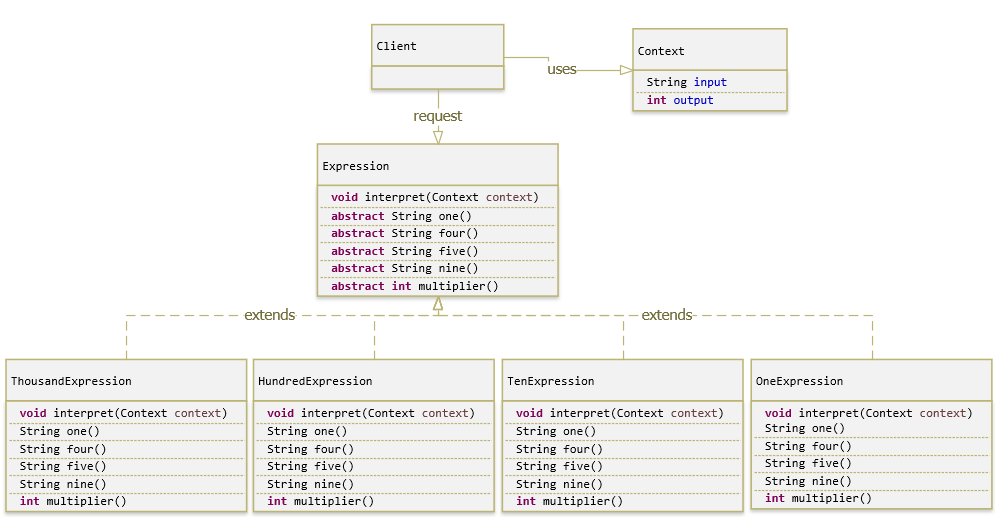 Client
Context
String input
int output
uses
request
Expression
void interpret(Context context)
abstract String one()
abstract String four()
abstract String five()
abstract String nine()
abstract int multiplier()
extends
extends
ThousandExpression
void interpret(Context context)
String one()
String four()
String five()
String nine()
int multiplier()
HundredExpression
void interpret(Context context)
String one()
String four()
String five()
String nine()
int multiplier()
TenExpression
void interpret(Context context)
String one()
String four()
String five()
String nine()
int multiplier()
OneExpression
void interpret(Context context)
String one()
String four()
String five()
String nine()
int multiplier()